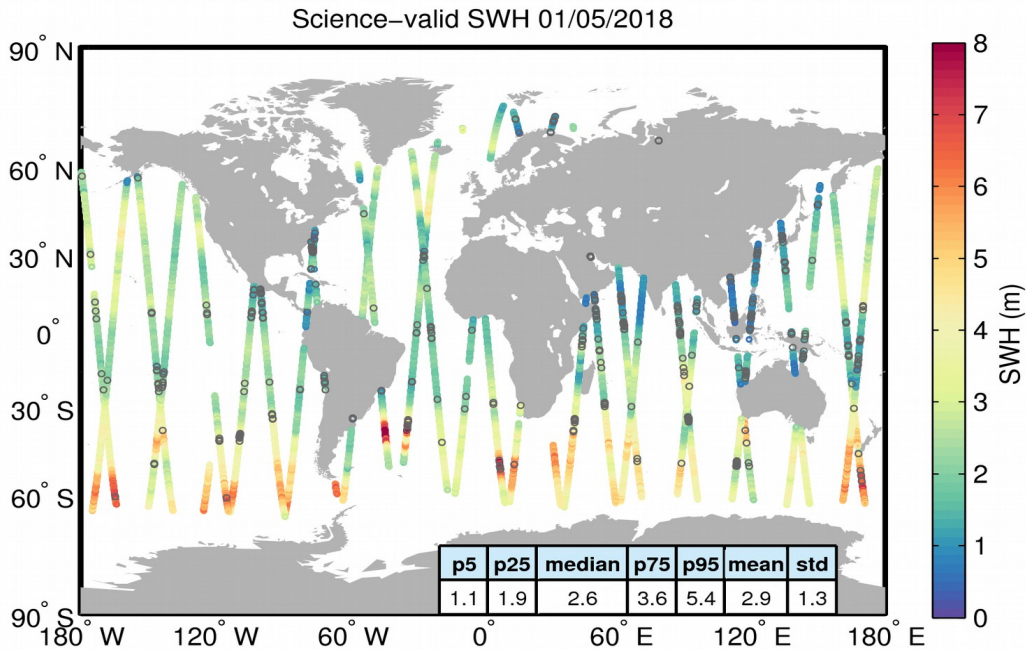 Science−valid SWH 01/05/2018
90° N
60° N
30° N
0°
30° S
60° S
90° S
180° W 120° W 60° W 0° 60° E 120° E 180° E
p5 p25 median p75 p95 mean std
1.1 1.9 2.6 3.6 5.4 2.9 1.3
8
7
6
5
4
3
2
1
0
SWH (m)